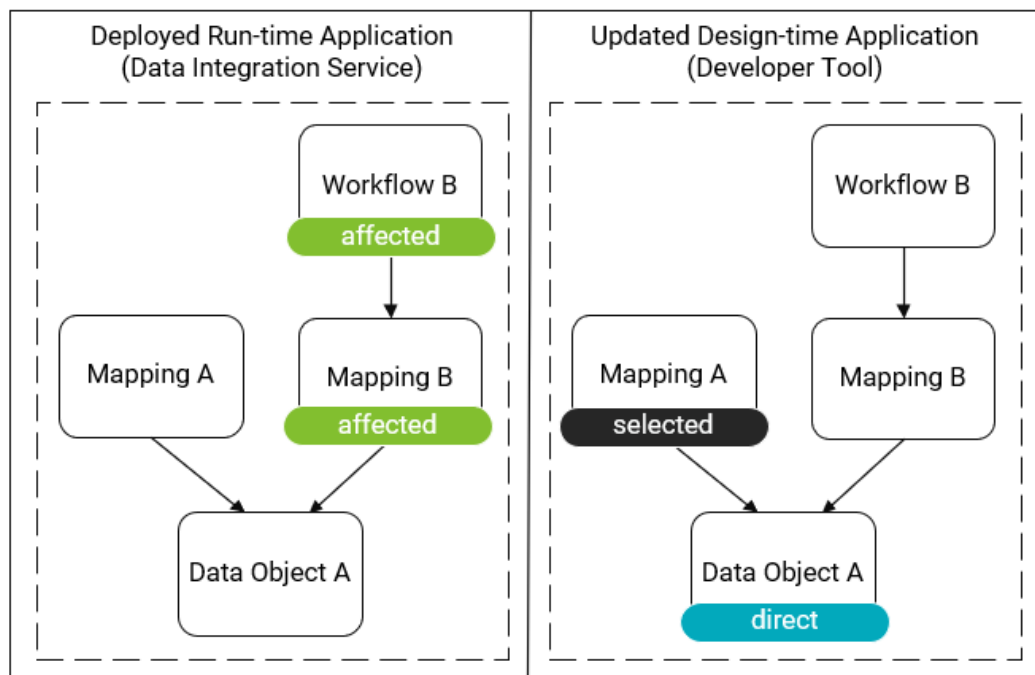 Deployed Run-time Application
(Data Integration Service)
Workflow B
affected
Mapping A
Mapping B
affected
Data Object A
Updated Design-time Application
(Developer Tool)
Workflow B
Mapping A
selected
Mapping B
Data Object A
direct